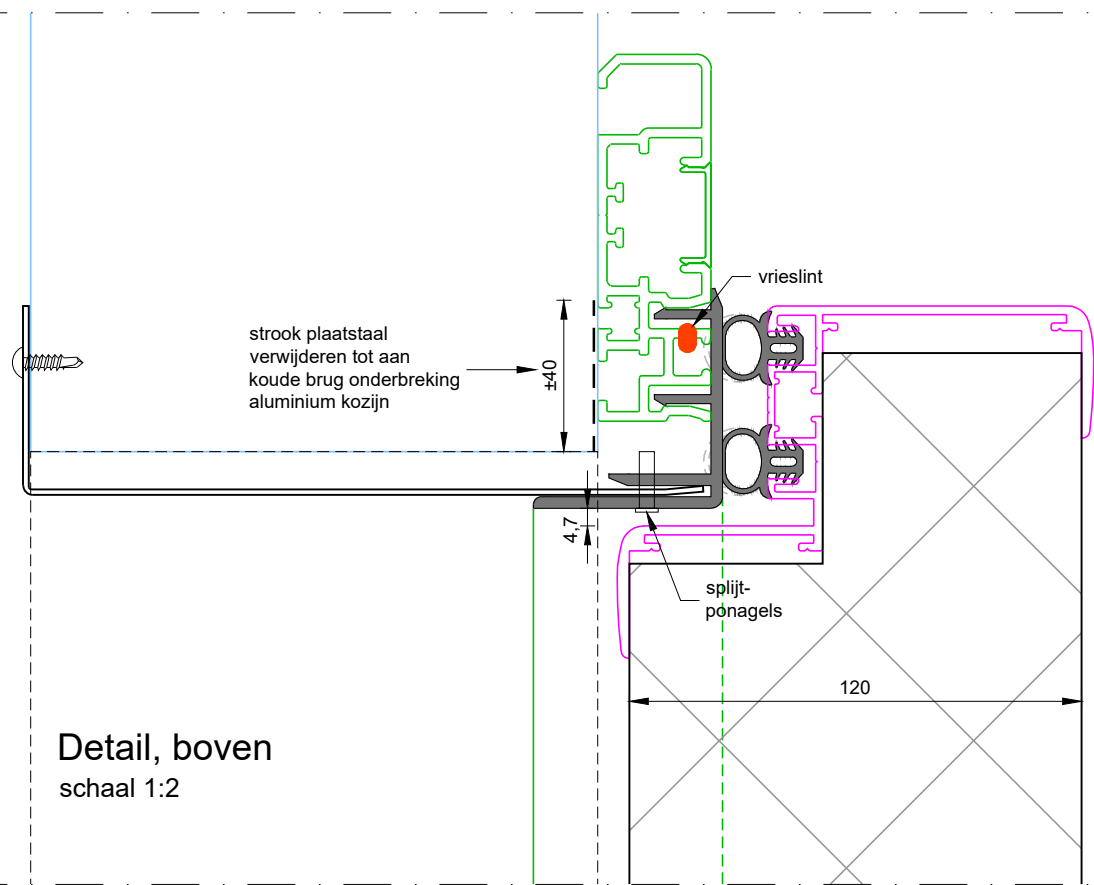 vrieslint
strook plaatstaal
verwijderen tot aan
koude brug onderbreking
aluminium kozijn
±40
4,7
splijt-
ponagels
120
Detail, boven
schaal 1:2